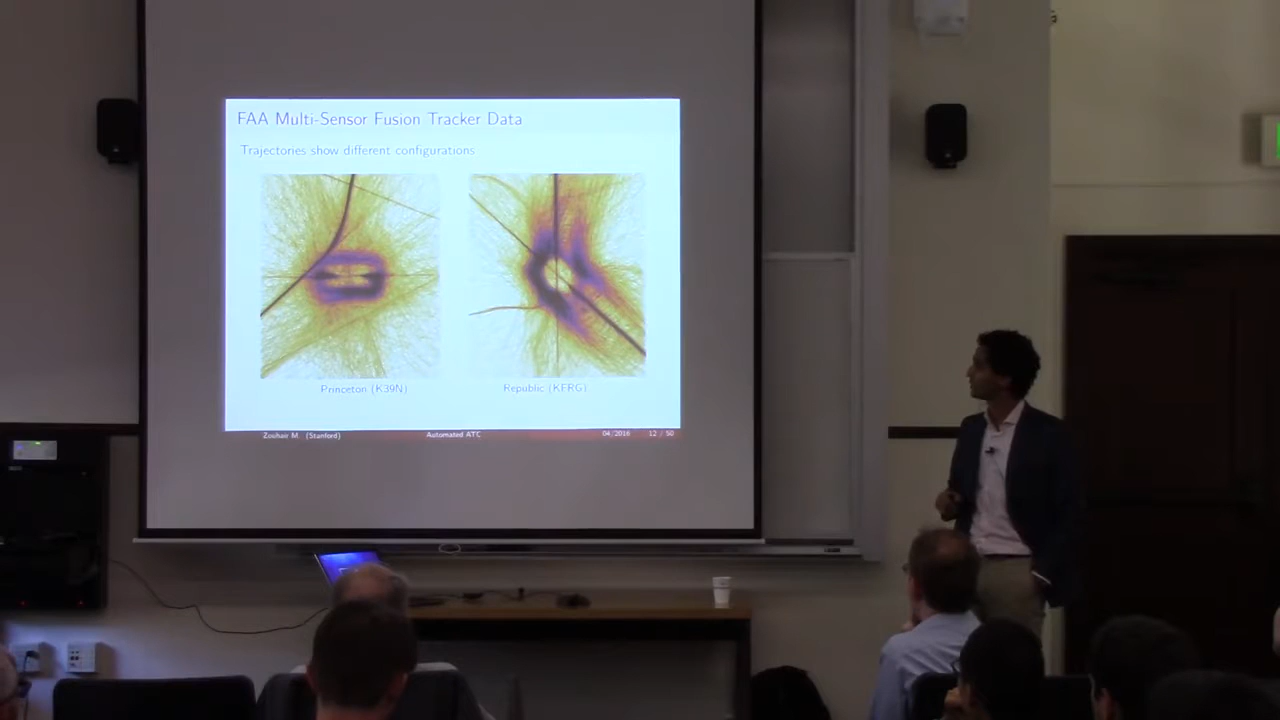 FAA Multi-Sensor Fusion Tracker Data
Trajectories show different configurations
Princeton (K39N)
Republic (KFRG)
Zouhair M. (Stanford)
Automated ATC
04/2016
12 / 50